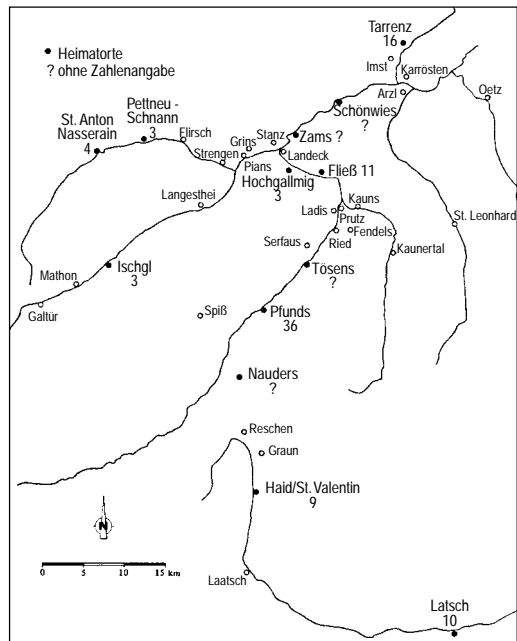 Tarrenz
16
Heimatorte
? ohne Zahlenangabe
Imst
Karrösten
Arzl
Oetz
Schönwies
?
Pettneu -
Schnann
3
St. Anton
Nasserain
4
Flirsch
Strengen
Grins
Stanz
Zams ?
Pians
Landeck
Hochgallmig
3
Fließ 11
Langesthei
Ladis
Kauns
Prutz
Fendels
Ried
St. Leonhard
Serfaus
Kaunertal
Tösens
?
Ischgl
3
Mathon
Galtür
Spiß
Pfunds
36
Nauders
?
Reschen
Graun
Haid/St. Valentin
9
N
0 5 10 15 km
Laatsch
Latsch
10